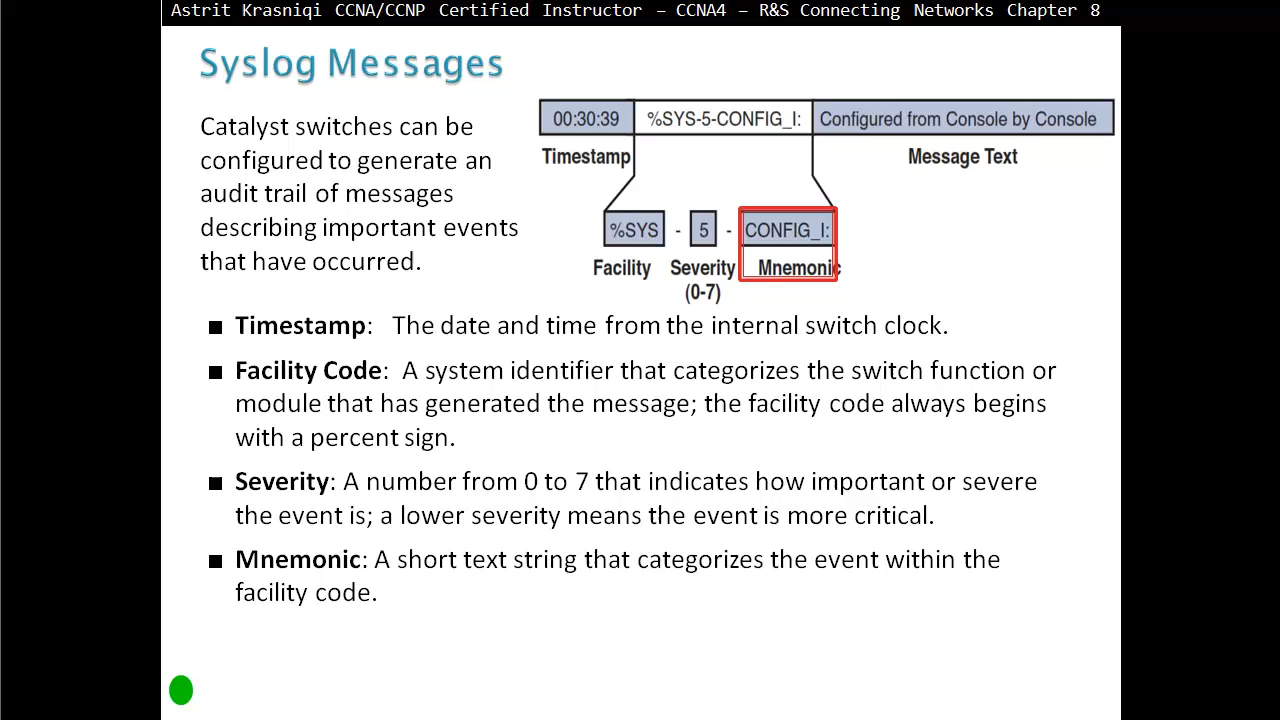 Astrit Krasniqi CCNA/CCNP Certified Instructor – CCNA4 – R&S Connecting Networks Chapter 8
Syslog Messages
Catalyst switches can be
configured to generate an
audit trail of messages
describing important events
that have occurred.
00:30:39 %SYS-5-CONFIG_I: Configured from Console by Console
Timestamp Message Text
%SYS - 5 - CONFIG_I:
Facility Severity Mnemonic
(0-7)
■ Timestamp: The date and time from the internal switch clock.
■ Facility Code: A system identifier that categorizes the switch function or
module that has generated the message; the facility code always begins
with a percent sign.
■ Severity: A number from 0 to 7 that indicates how important or severe
the event is; a lower severity means the event is more critical.
■ Mnemonic: A short text string that categorizes the event within the
facility code.